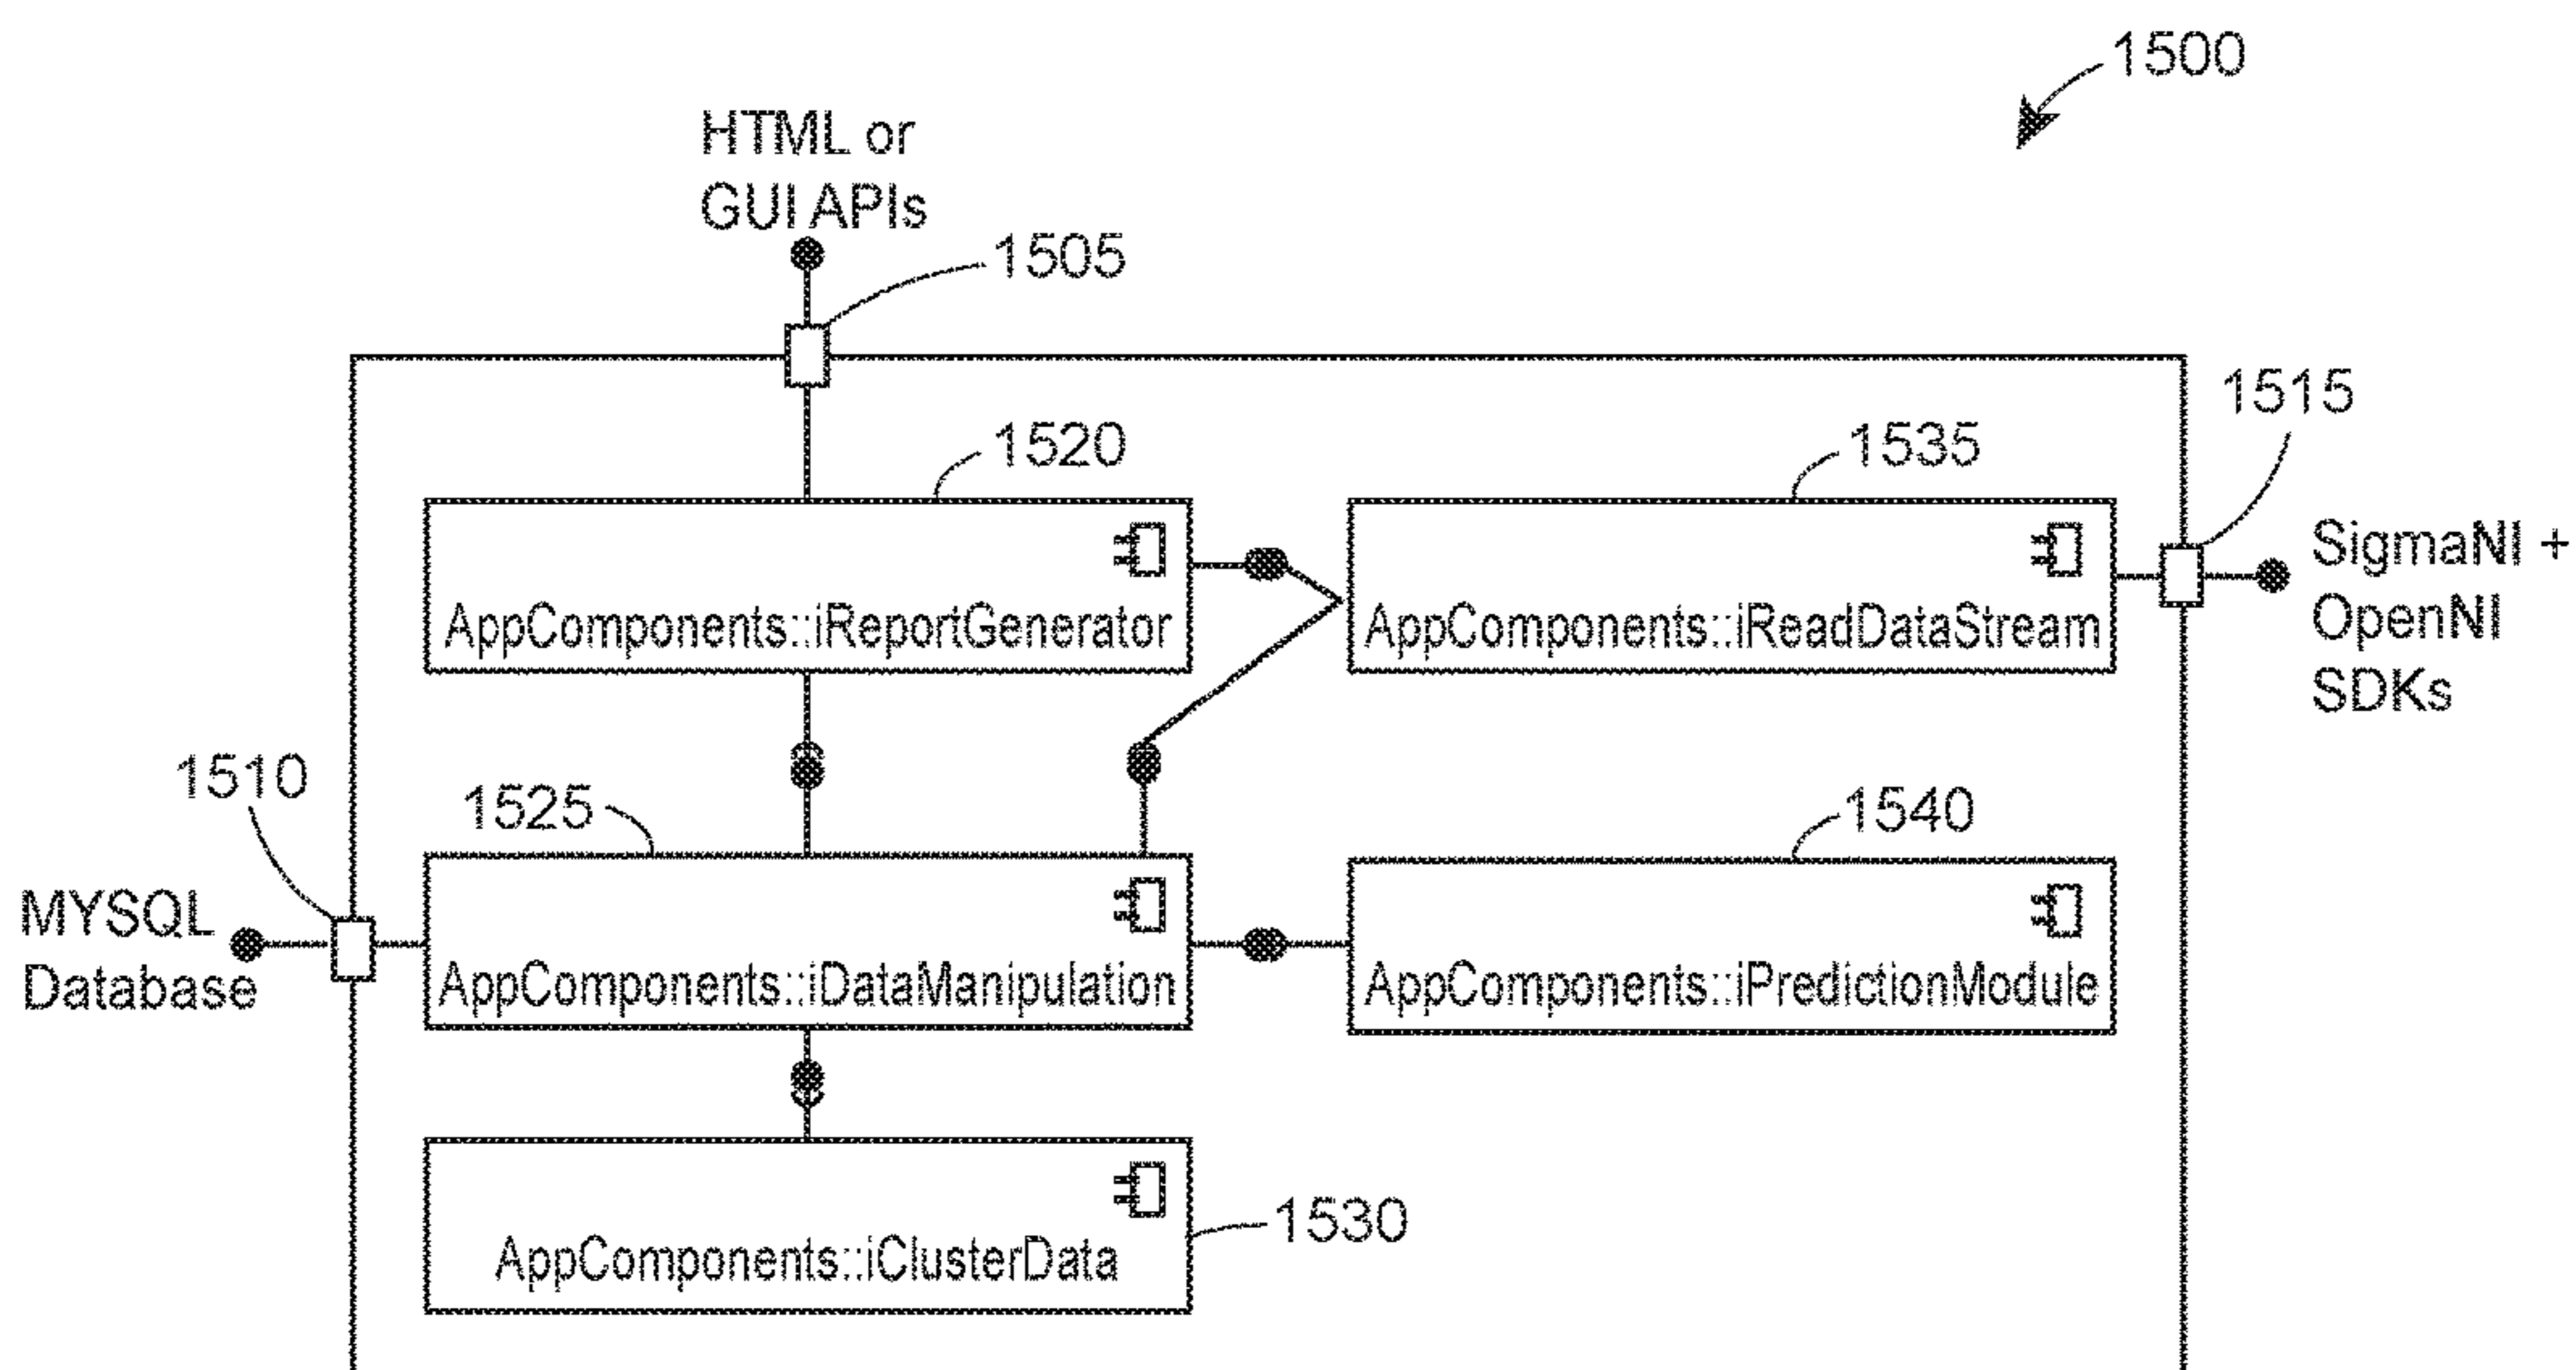 1500
HTML or
GUI APIs
1505
1515
1520
1535
SigmaNI +
OpenNI
SDKs
AppComponents::iReportGenerator
AppComponents::iReadDataStream
1510
1525
1540
MYSQL
Database
AppComponents::iDataManipulation
AppComponents::iPredictionModule
1530
AppComponents::iClusterData